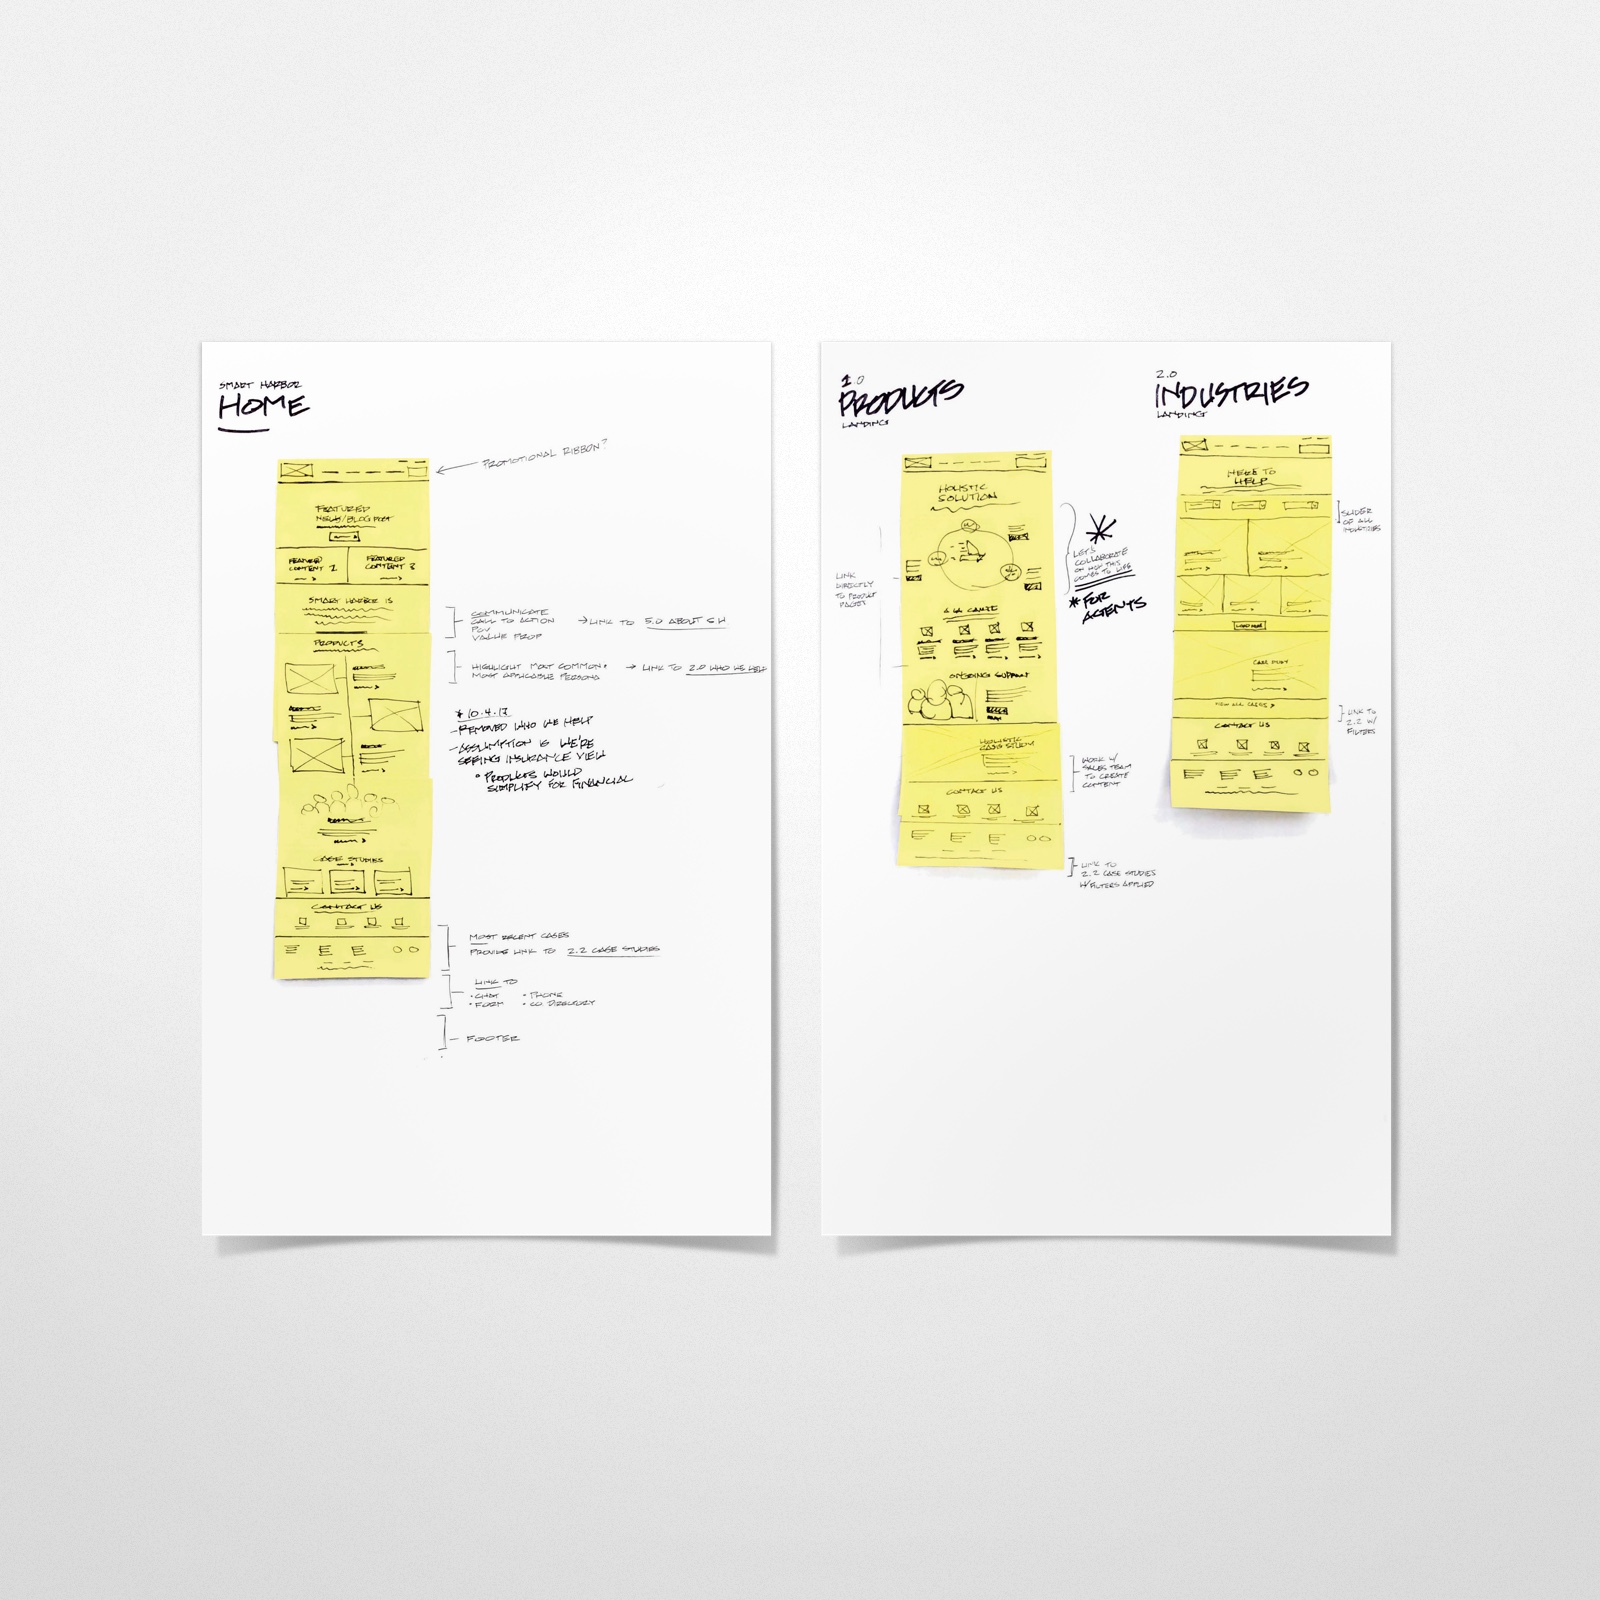 SMART HARBOR
HOME
PROMOTIONAL RIBBON?
FEATURED
NEWS/BLOG POST
FEATURED
CONTENT 2
FEATURED
CONTENT 3
SMART HARBOR IS
PRODUCTS
CASE STUDIES
CONTACT US
COMMUNICATE
CALL TO ACTION
POV
VALUE PROP
→ LINK TO 5.0 ABOUT SH
HIGHLIGHT MOST COMMON
MOST APPLICABLE PERSONA
→ LINK TO 2.0 WHO WE HELP
* 10.4.17
- REMOVED WHO WE HELP
- ASSUMPTION IS WE'RE
SEEING INSURANCE VIEW
• PRODUCTS WOULD
SIMPLIFY FOR FINANCIAL
MOST RECENT CASES
PROVIDE LINK TO 2.2 CASE STUDIES
LINK TO
• CHAT • PHONE
• FORM • CO. DIRECTORY
FOOTER
1.0
PRODUCTS
LANDING
HOLISTIC
SOLUTION
ONGOING SUPPORT
HOLISTIC
CASE STUDY
CONTACT US
LINK
DIRECTLY
TO PRODUCT
PAGES
LET'S
COLLABORATE
ON HOW THIS
COMES TO LIFE
* FOR
AGENTS
WORK W/
SALES TEAM
TO CREATE
CONTENT
LINK TO
2.2 CASE STUDIES
W/FILTERS APPLIED
2.0
INDUSTRIES
LANDING
HERE TO
HELP
LOAD MORE
CASE STUDY
VIEW ALL CASES >
CONTACT US
SLIDER
OF ALL
INDUSTRIES
LINK TO
2.2 W/
FILTERS